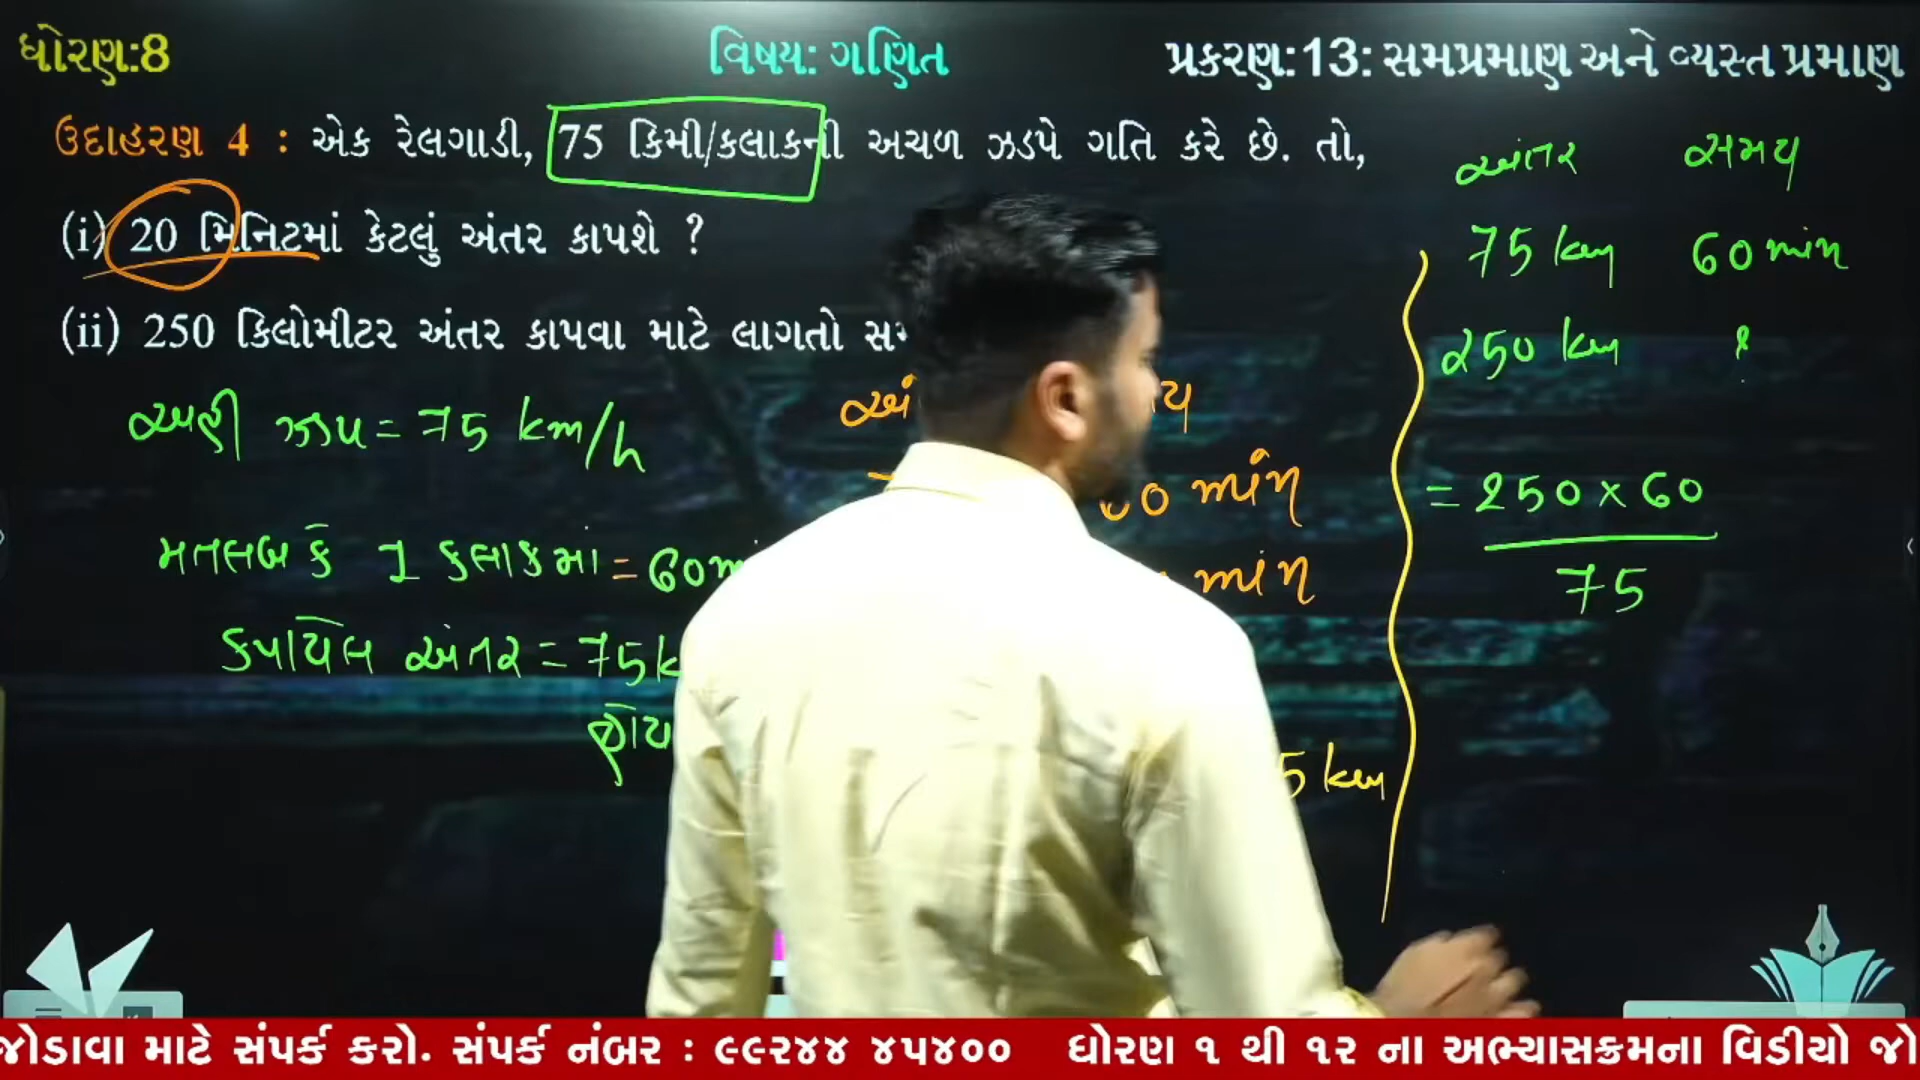 ધોરણ:8
વિષય: ગણિત
પ્રકરણ:13: સમપ્રમાણ અને વ્યસ્ત પ્રમાણ
ઉદાહરણ 4 : એક રેલગાડી, 75 કિમી/કલાકની અચળ ઝડપે ગતિ કરે છે. તો,
(i) 20 મિનિટમાં કેટલું અંતર કાપશે ?
(ii) 250 કિલોમીટર અંતર કાપવા માટે લાગતો
અહી ઝડપ = 75 km/h
મતલબ કે 1 કલાકમાં = 60
કપાયેલ અંતર = 75
હોય
min
min
5 km
અંતર સમય
75 km 60 min
250 km ?
= 250 × 60
75
જોડાવા માટે સંપર્ક કરો. સંપર્ક નંબર : ૯૯૨૪૪ ૪૫૪૦૦ ધોરણ ૧ થી ૧૨ ના અભ્યાસક્રમના વિડીયો જો